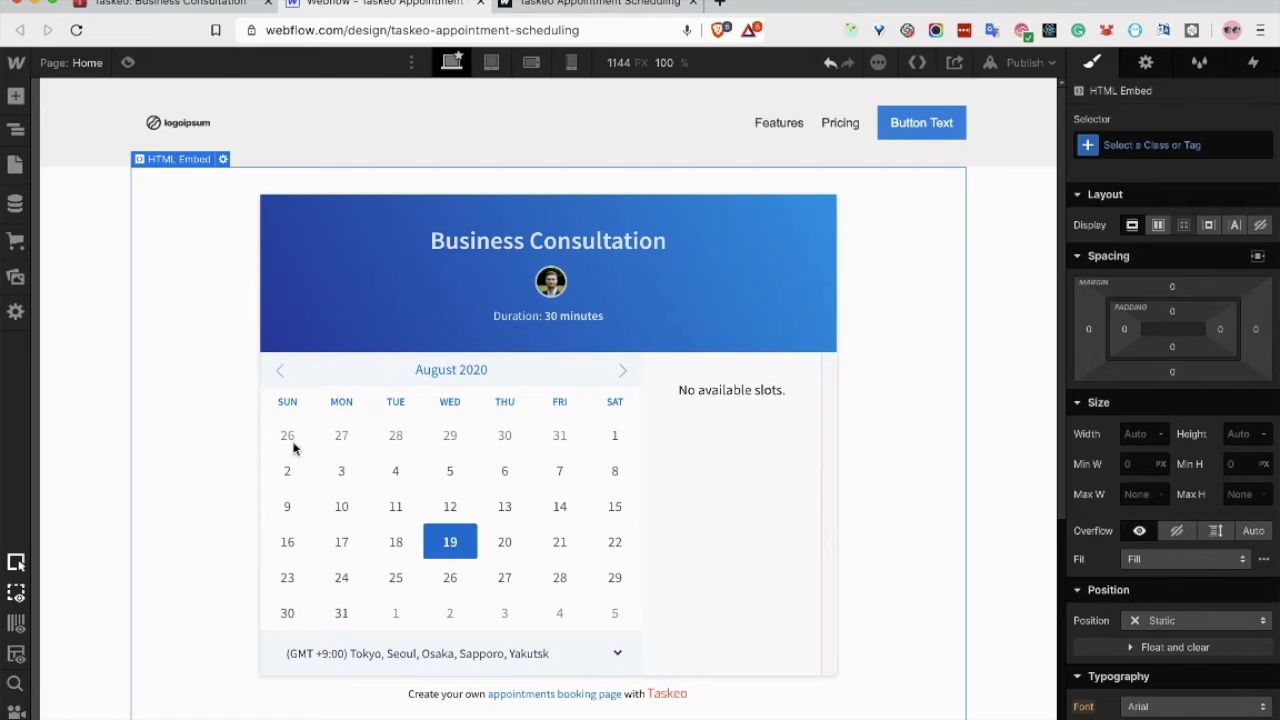 Taskeo: Business Consultation
Webflow - Taskeo Appointment
Taskeo Appointment Scheduling
webflow.com/design/taskeo-appointment-scheduling
Page: Home
1144 PX 100 %
Publish
HTML Embed
Selector
Select a Class or Tag
logoipsum
Features Pricing Button Text
HTML Embed
Business Consultation
Duration: 30 minutes
August 2020
SUN MON TUE WED THU FRI SAT
26 27 28 29 30 31 1
2 3 4 5 6 7 8
9 10 11 12 13 14 15
16 17 18 19 20 21 22
23 24 25 26 27 28 29
30 31 1 2 3 4 5
No available slots.
(GMT +9:00) Tokyo, Seoul, Osaka, Sapporo, Yakutsk
Create your own appointments booking page with Taskeo
Layout
Display
Spacing
MARGIN
0
PADDING
0
0 0 0 0
0
0
Size
Width Auto - Height Auto -
Min W 0 PX Min H 0 PX
Max W None - Max H None -
Overflow Auto
Fit Fill
Position
Position Static
Float and clear
Typography
Font Arial